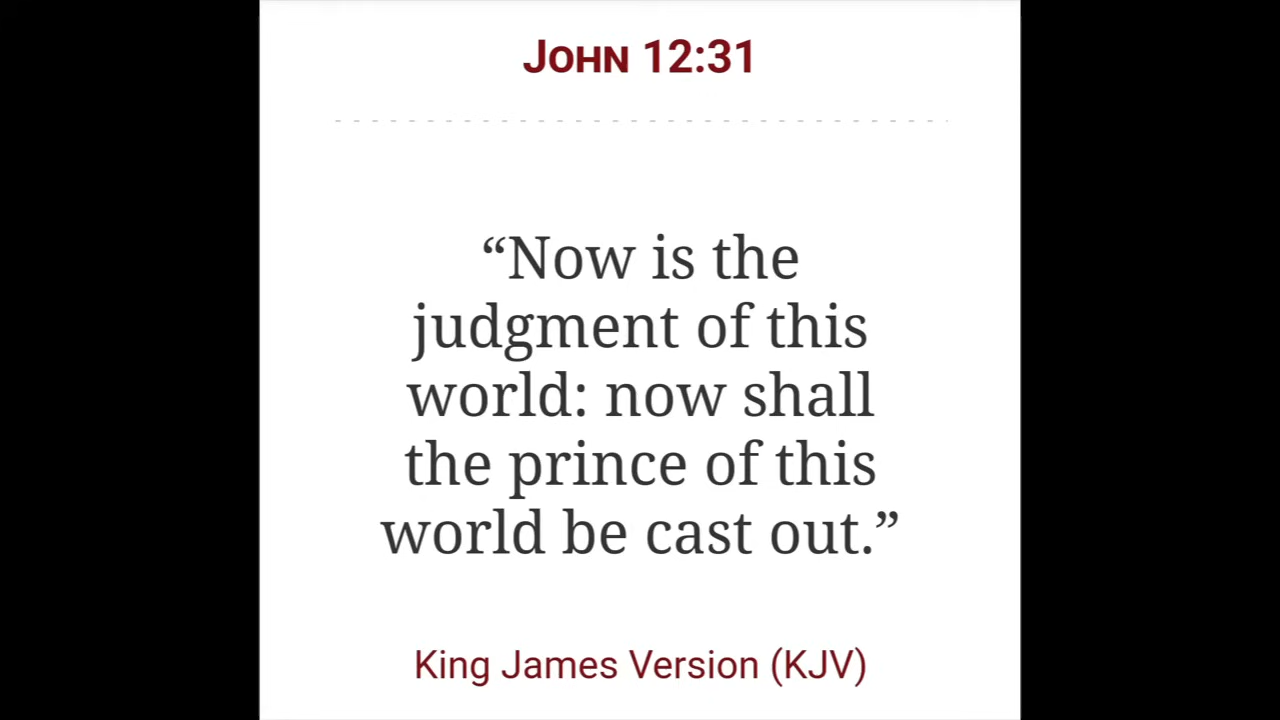 John 12:31
“Now is the
judgment of this
world: now shall
the prince of this
world be cast out.”
King James Version (KJV)